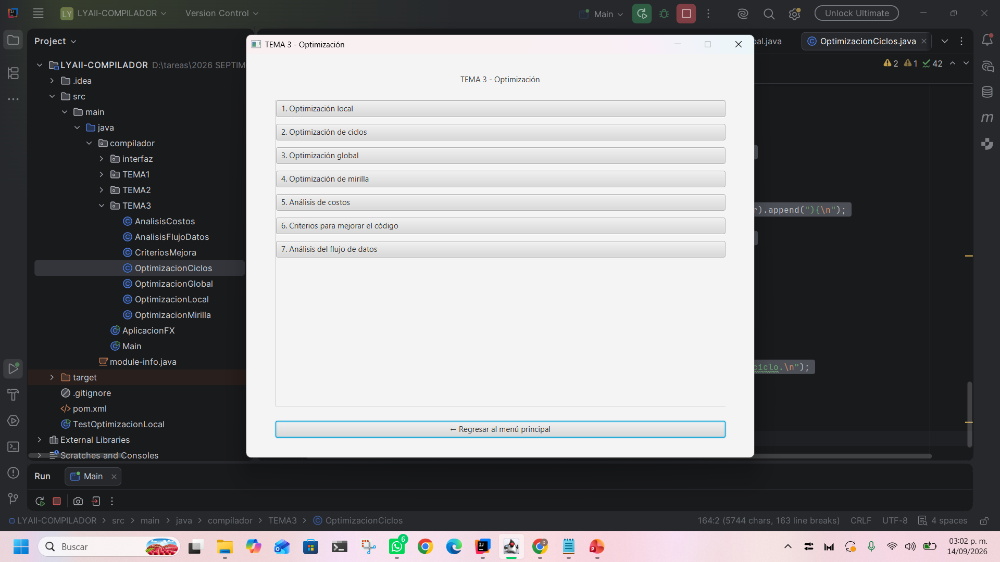 LY LYAII-COMPILADOR Version Control Main Unlock Ultimate
Project
LYAII-COMPILADOR D:\tareas\2026 SEPTIM
.idea
src
main
java
compilador
interfaz
TEMA1
TEMA2
TEMA3
AnalisisCostos
AnalisisFlujoDatos
CriteriosMejora
OptimizacionCiclos
OptimizacionGlobal
OptimizacionLocal
OptimizacionMirilla
AplicacionFX
Main
module-info.java
target
.gitignore
pom.xml
TestOptimizacionLocal
External Libraries
Scratches and Consoles
TEMA 3 - Optimización
TEMA 3 - Optimización
1. Optimización local
2. Optimización de ciclos
3. Optimización global
4. Optimización de mirilla
5. Análisis de costos
6. Criterios para mejorar el código
7. Análisis del flujo de datos
← Regresar al menú principal
bal.java OptimizacionCiclos.java
2 1 42
).append("){\n");
ciclo.\n");
Run Main
LYAII-COMPILADOR > src > main > java > compilador > TEMA3 > OptimizacionCiclos 164:2 (5744 chars, 163 line breaks) CRLF UTF-8 4 spaces
Buscar
6
03:02 p. m.
14/09/2026